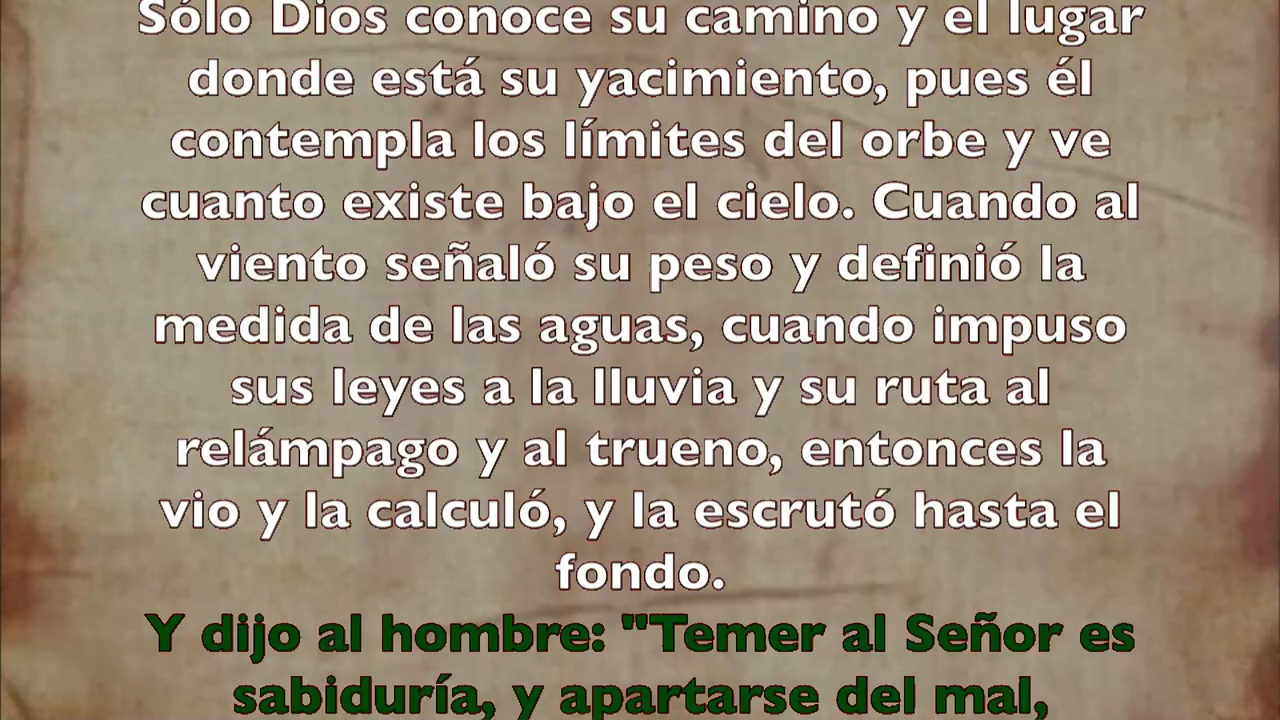 Sólo Dios conoce su camino y el lugar
donde está su yacimiento, pues él
contempla los límites del orbe y ve
cuanto existe bajo el cielo. Cuando al
viento señaló su peso y definió la
medida de las aguas, cuando impuso
sus leyes a la lluvia y su ruta al
relámpago y al trueno, entonces la
vio y la calculó, y la escrutó hasta el
fondo.
Y dijo al hombre: "Temer al Señor es
sabiduría, y apartarse del mal,